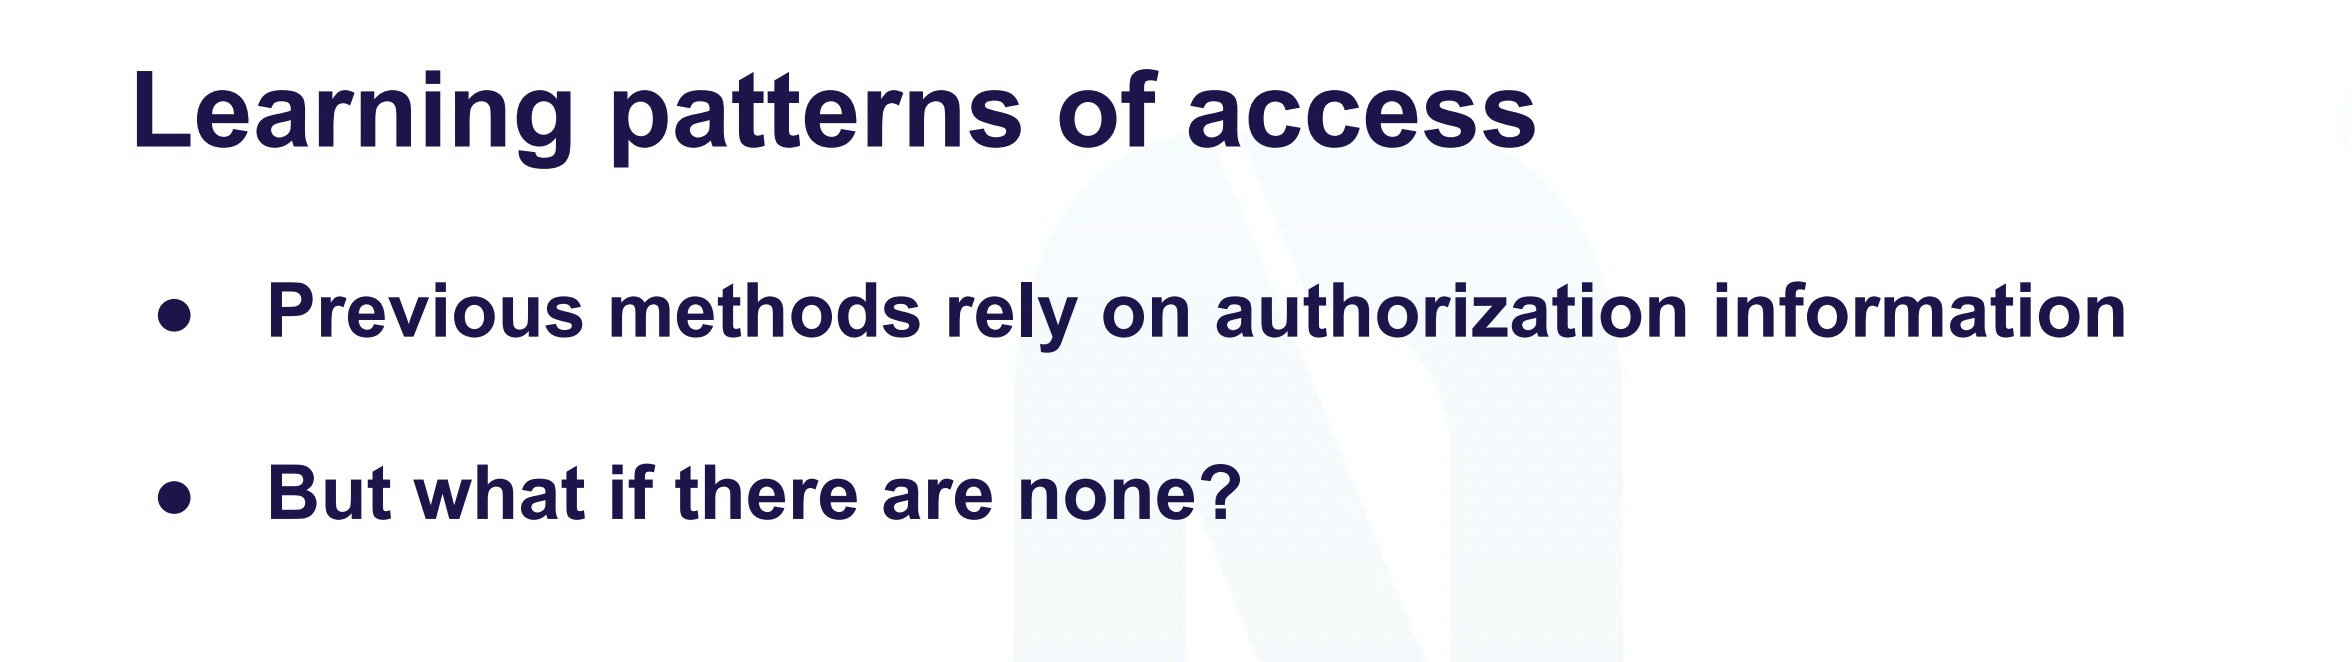 Learning patterns of access
● Previous methods rely on authorization information
● But what if there are none?